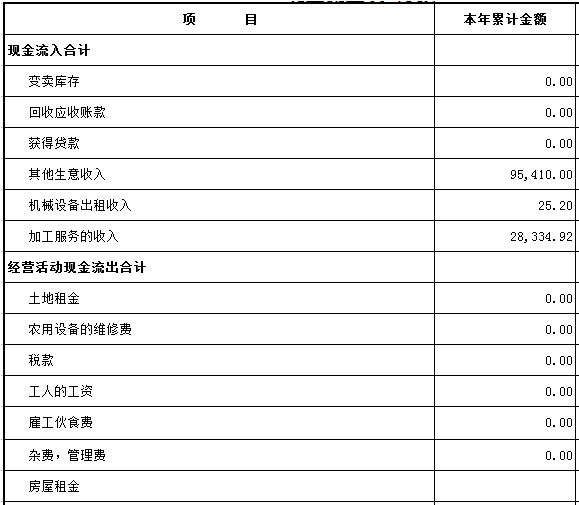 项 目 本年累计金额
现金流入合计
变卖库存 0.00
回收应收账款 0.00
获得贷款 0.00
其他生意收入 95,410.00
机械设备出租收入 25.20
加工服务的收入 28,334.92
经营活动现金流出合计
土地租金 0.00
农用设备的维修费 0.00
税款 0.00
工人的工资 0.00
雇工伙食费 0.00
杂费，管理费 0.00
房屋租金